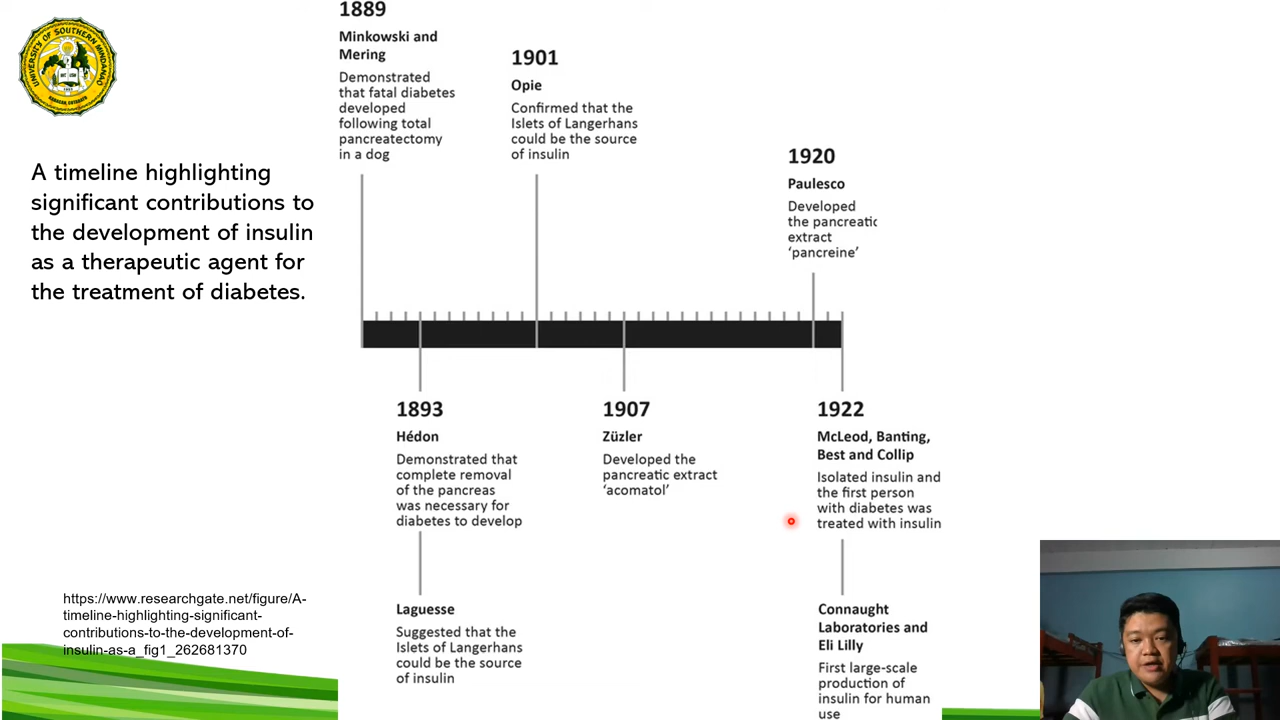 UNIVERSITY OF SOUTHERN MINDANAO
A timeline highlighting
significant contributions to
the development of insulin
as a therapeutic agent for
the treatment of diabetes.
1889
Minkowski and
Mering
Demonstrated
that fatal diabetes
developed
following total
pancreatectomy
in a dog
1901
Opie
Confirmed that the
Islets of Langerhans
could be the source
of insulin
1920
Paulesco
Developed
the pancreatic
extract
‘pancreine’
1893
Hédon
Demonstrated that
complete removal
of the pancreas
was necessary for
diabetes to develop
Laguesse
Suggested that the
Islets of Langerhans
could be the source
of insulin
1907
Züzler
Developed the
pancreatic extract
‘acomatol’
1922
McLeod, Banting,
Best and Collip
Isolated insulin and
the first person
with diabetes was
treated with insulin
Connaught
Laboratories and
Eli Lilly
First large-scale
production of
insulin for human
use
https://www.researchgate.net/figure/A-
timeline-highlighting-significant-
contributions-to-the-development-of-
insulin-as-a_fig1_262681370